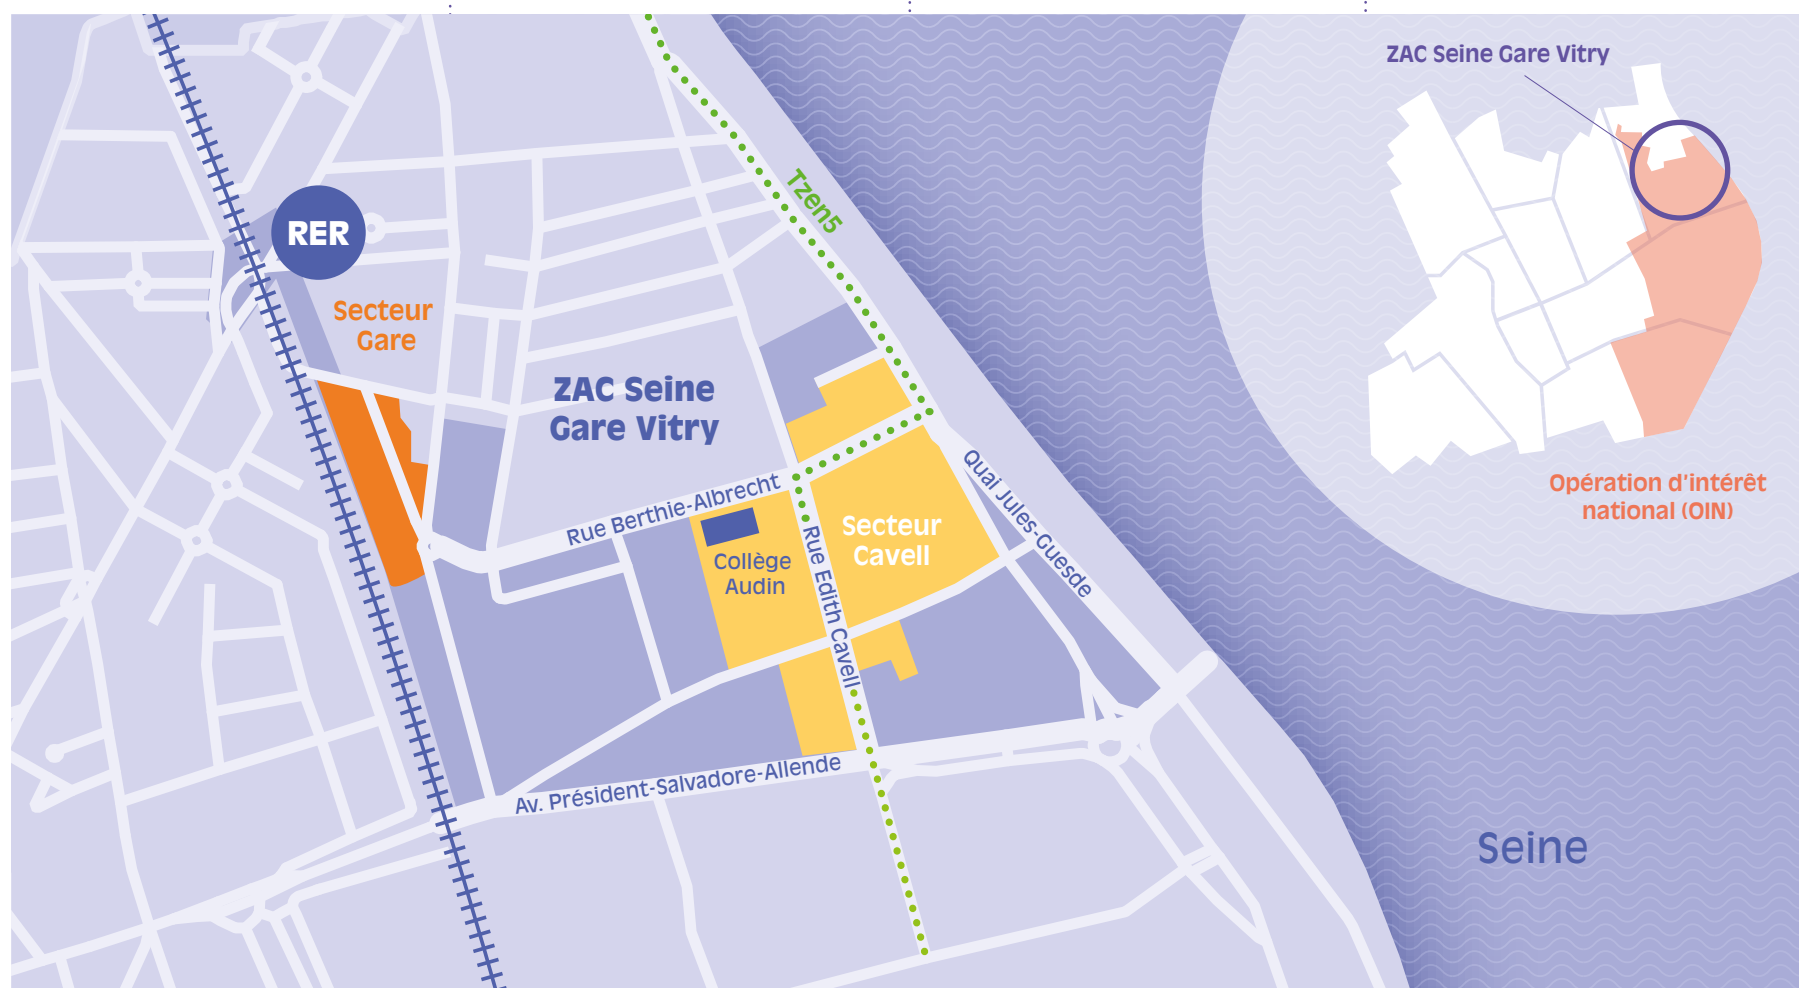 ZAC Seine Gare Vitry
Tzen5
RER
Secteur
Gare
ZAC Seine
Gare Vitry
Quai Jules-Guesde
Opération d'intérêt
national (OIN)
Rue Berthie-Albrecht
Secteur
Cavell
Collège
Audin
Rue Edith Cavell
Av. Président-Salvadore-Allende
Seine